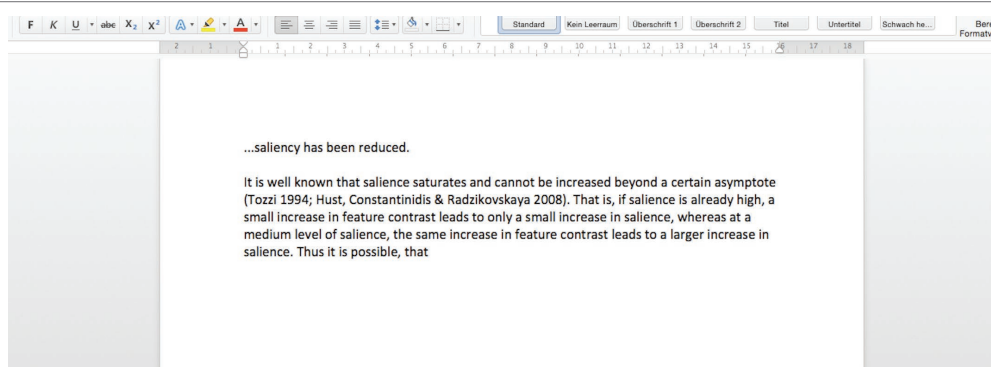 F K U abc X₂ X² A A Standard Kein Leerraum Überschrift 1 Überschrift 2 Titel Untertitel Schwach he... Bere
Formatv
2 1 1 2 3 4 5 6 7 8 9 10 11 12 13 14 15 16 17 18
...saliency has been reduced.
It is well known that salience saturates and cannot be increased beyond a certain asymptote
(Tozzi 1994; Hust, Constantinidis & Radzikovskaya 2008). That is, if salience is already high, a
small increase in feature contrast leads to only a small increase in salience, whereas at a
medium level of salience, the same increase in feature contrast leads to a larger increase in
salience. Thus it is possible, that